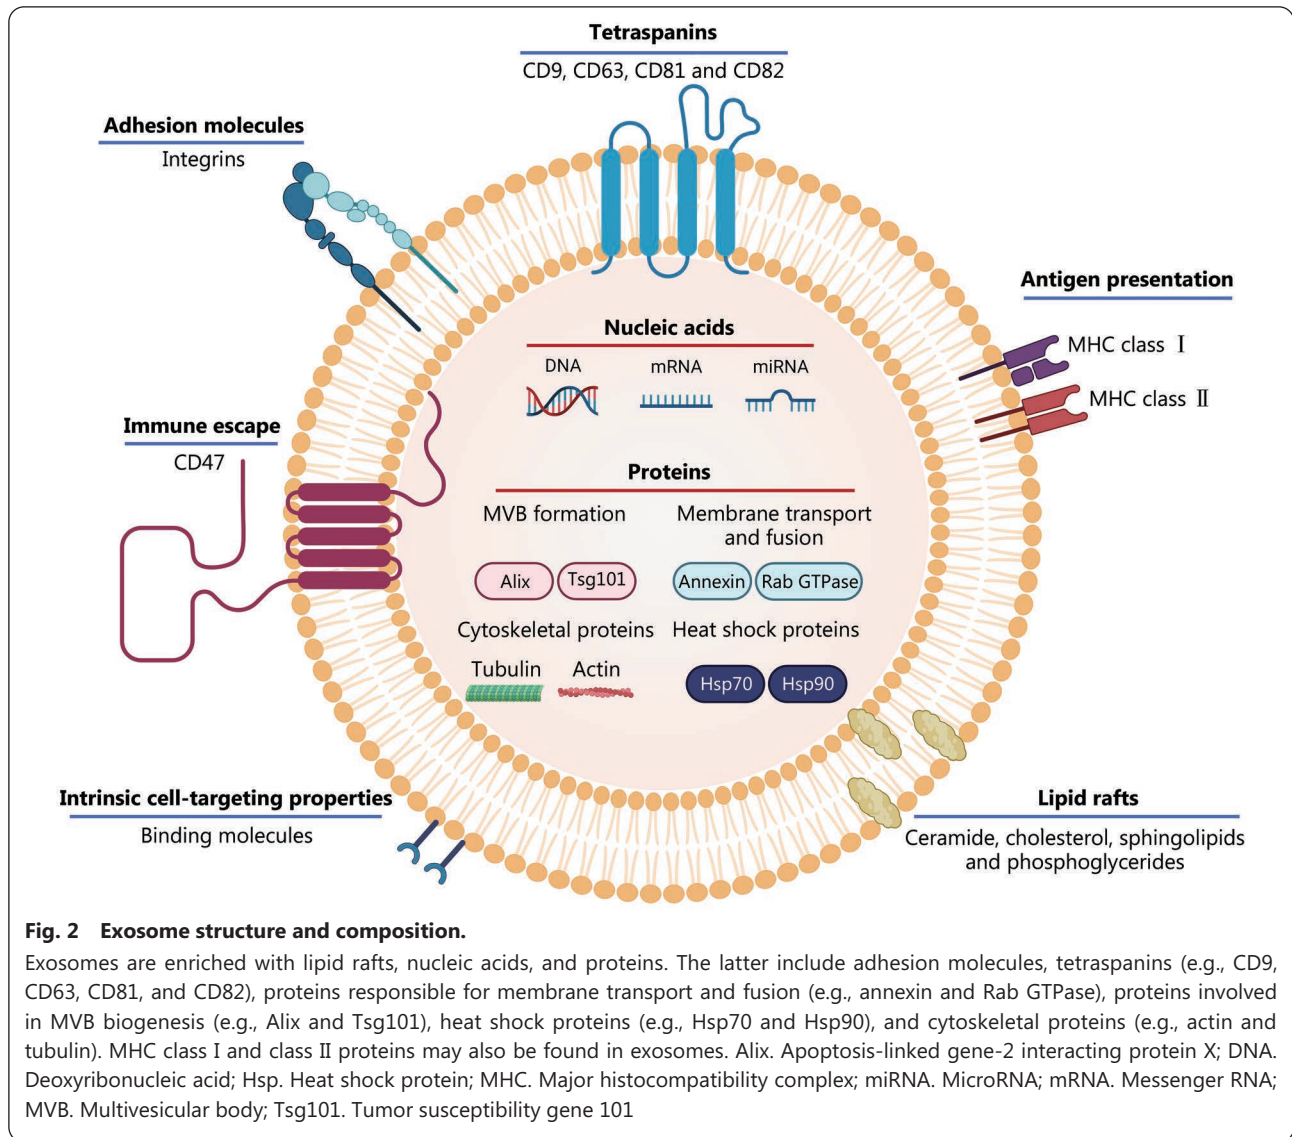 Tetraspanins
CD9, CD63, CD81 and CD82
Adhesion molecules
Integrins
Antigen presentation
MHC class Ⅰ
MHC class Ⅱ
Nucleic acids
DNA
mRNA
miRNA
Immune escape
CD47
Proteins
MVB formation
Membrane transport
and fusion
Alix
Tsg101
Annexin
Rab GTPase
Cytoskeletal proteins
Heat shock proteins
Tubulin
Actin
Hsp70
Hsp90
Intrinsic cell-targeting properties
Binding molecules
Lipid rafts
Ceramide, cholesterol, sphingolipids
and phosphoglycerides
Fig. 2 Exosome structure and composition.
Exosomes are enriched with lipid rafts, nucleic acids, and proteins. The latter include adhesion molecules, tetraspanins (e.g., CD9,
CD63, CD81, and CD82), proteins responsible for membrane transport and fusion (e.g., annexin and Rab GTPase), proteins involved
in MVB biogenesis (e.g., Alix and Tsg101), heat shock proteins (e.g., Hsp70 and Hsp90), and cytoskeletal proteins (e.g., actin and
tubulin). MHC class I and class II proteins may also be found in exosomes. Alix. Apoptosis-linked gene-2 interacting protein X; DNA.
Deoxyribonucleic acid; Hsp. Heat shock protein; MHC. Major histocompatibility complex; miRNA. MicroRNA; mRNA. Messenger RNA;
MVB. Multivesicular body; Tsg101. Tumor susceptibility gene 101